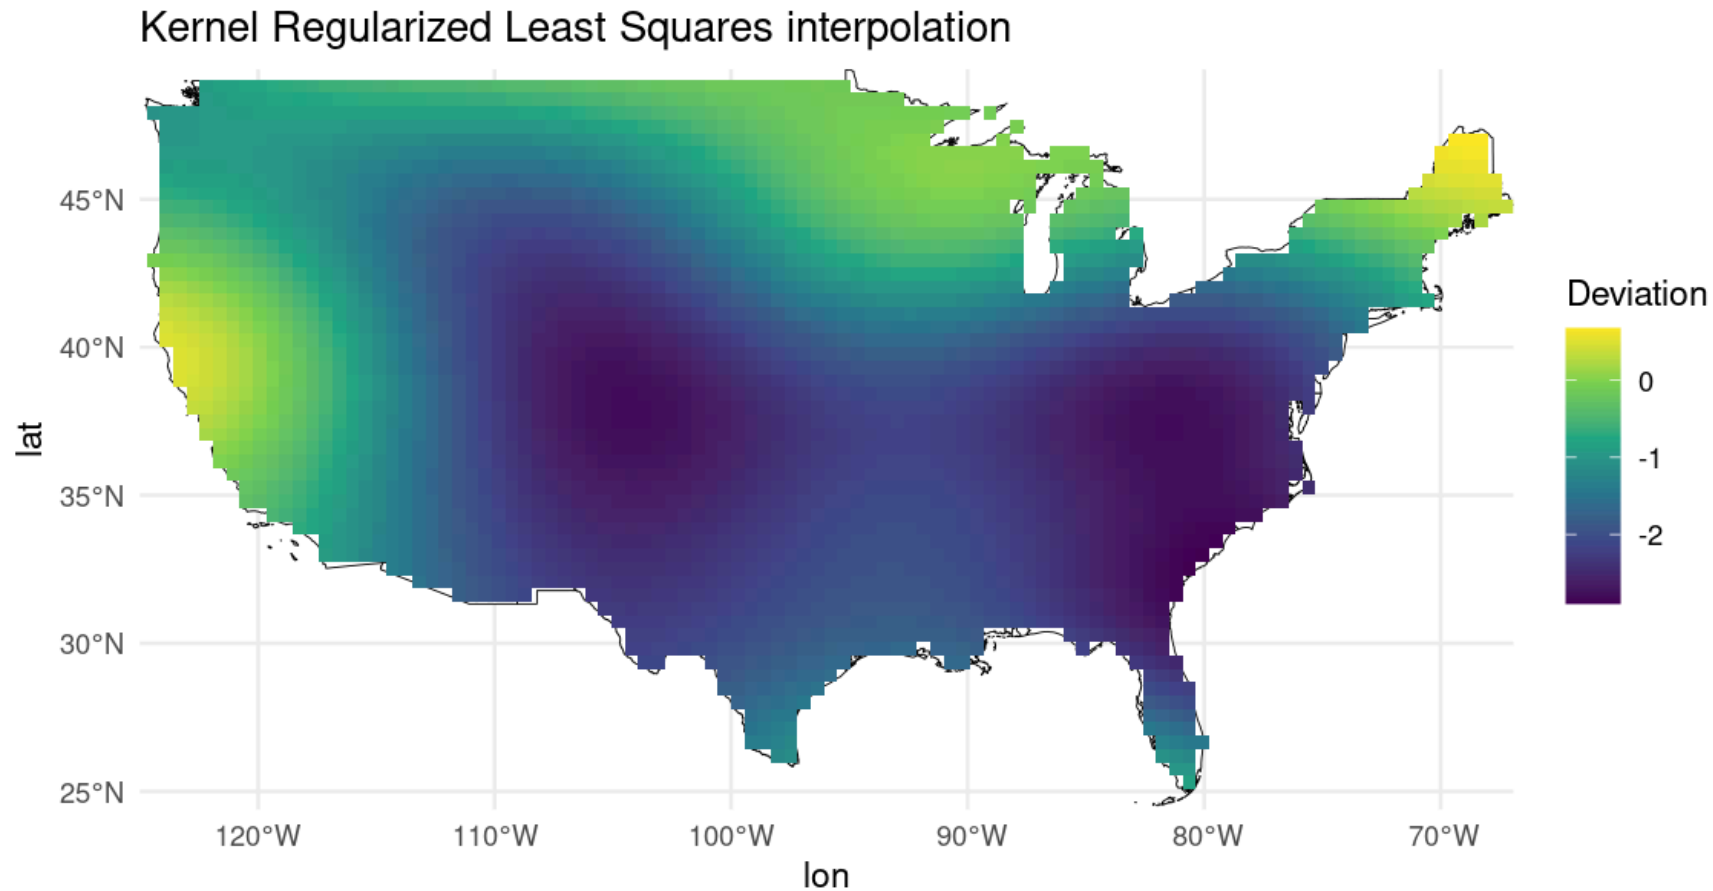 Kernel Regularized Least Squares interpolation
45°N
40°N
35°N
30°N
25°N
lat
120°W
110°W
100°W
90°W
80°W
70°W
lon
Deviation
0
-1
-2